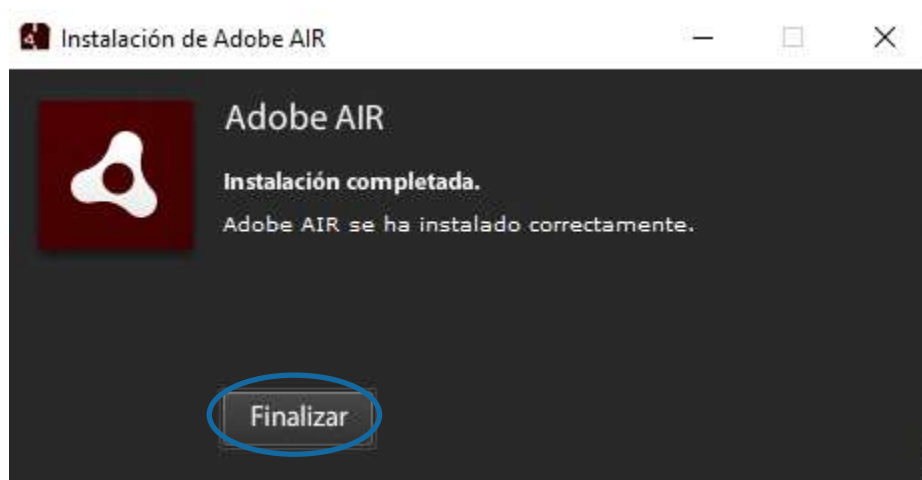 Instalación de Adobe AIR
Adobe AIR
Instalación completada.
Adobe AIR se ha instalado correctamente.
Finalizar